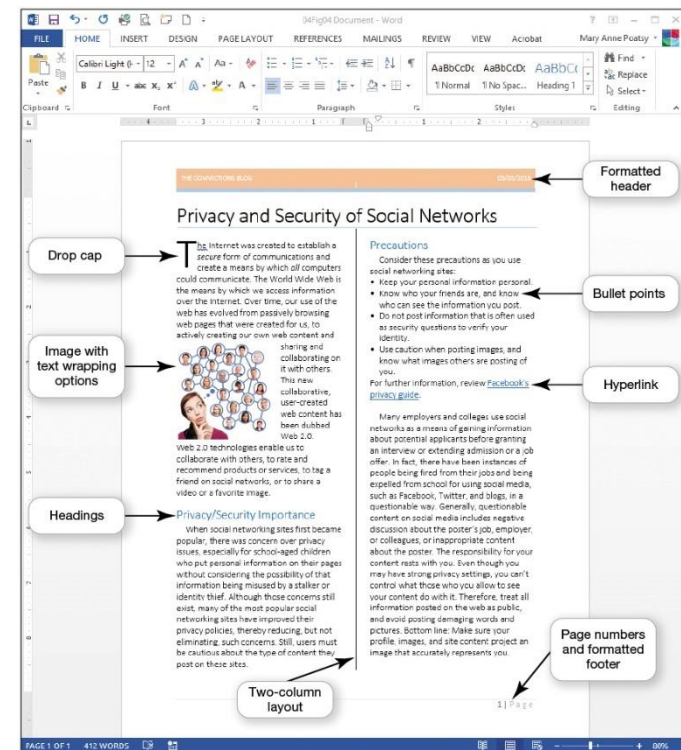 04Fig04 Document - Word
FILE HOME INSERT DESIGN PAGE LAYOUT REFERENCES MAILINGS REVIEW VIEW Acrobat Mary Anne Poatsy
Calibri Light (H 12 A A Aa
Paste
B I U abc X₂ X² A A
AaBbCcDc AaBbCcDc AaBbC(
¶ Normal ¶ No Spac... Heading 1
Find
Replace
Select
Clipboard Font Paragraph Styles Editing
THE CONNECTIONS BLOG
Formatted
header
Privacy and Security of Social Networks
Drop cap
The Internet was created to establish a
secure form of communications and
create a means by which all computers
could communicate. The World Wide Web is
the means by which we access information
over the Internet. Over time, our use of the
web has evolved from passively browsing
web pages that were created for us, to
actively creating our own web content and
sharing and
collaborating on
it with others.
This new
collaborative,
user-created
web content has
been dubbed
Web 2.0.
Web 2.0 technologies enable us to
collaborate with others, to rate and
recommend products or services, to tag a
friend on social networks, or to share a
video or a favorite image.
Image with
text wrapping
options
Headings
Privacy/Security Importance
When social networking sites first became
popular, there was concern over privacy
issues, especially for school-aged children
who put personal information on their pages
without considering the possibility of that
information being misused by a stalker or
identity thief. Although those concerns still
exist, many of the most popular social
networking sites have improved their
privacy policies, thereby reducing, but not
eliminating, such concerns. Still, users must
be cautious about the type of content they
post on these sites.
Two-column
layout
Precautions
Consider these precautions as you use
social networking sites:
• Keep your personal information personal.
• Know who your friends are, and know
who can see the information you post.
• Do not post information that is often used
as security questions to verify your
identity.
• Use caution when posting images, and
know what images others are posting of
you.
For further information, review Facebook's
privacy guide.
Bullet points
Hyperlink
Many employers and colleges use social
networks as a means of gaining information
about potential applicants before granting
an interview or extending admission or a job
offer. In fact, there have been instances of
people being fired from their jobs and being
expelled from school for using social media,
such as Facebook, Twitter, and blogs, in a
questionable way. Generally, questionable
content on social media includes negative
discussion about the poster's job, employer,
or colleagues, or inappropriate content
about the poster. The responsibility for your
content rests with you. Even though you
may have strong privacy settings, you can't
control what those who you allow to see
your content do with it. Therefore, treat all
information posted on the web as public,
and avoid posting damaging words and
pictures. Bottom line: Make sure your
profile, images, and site content project an
image that accurately represents you.
Page numbers
and formatted
footer
1 | Page
PAGE 1 OF 1 412 WORDS